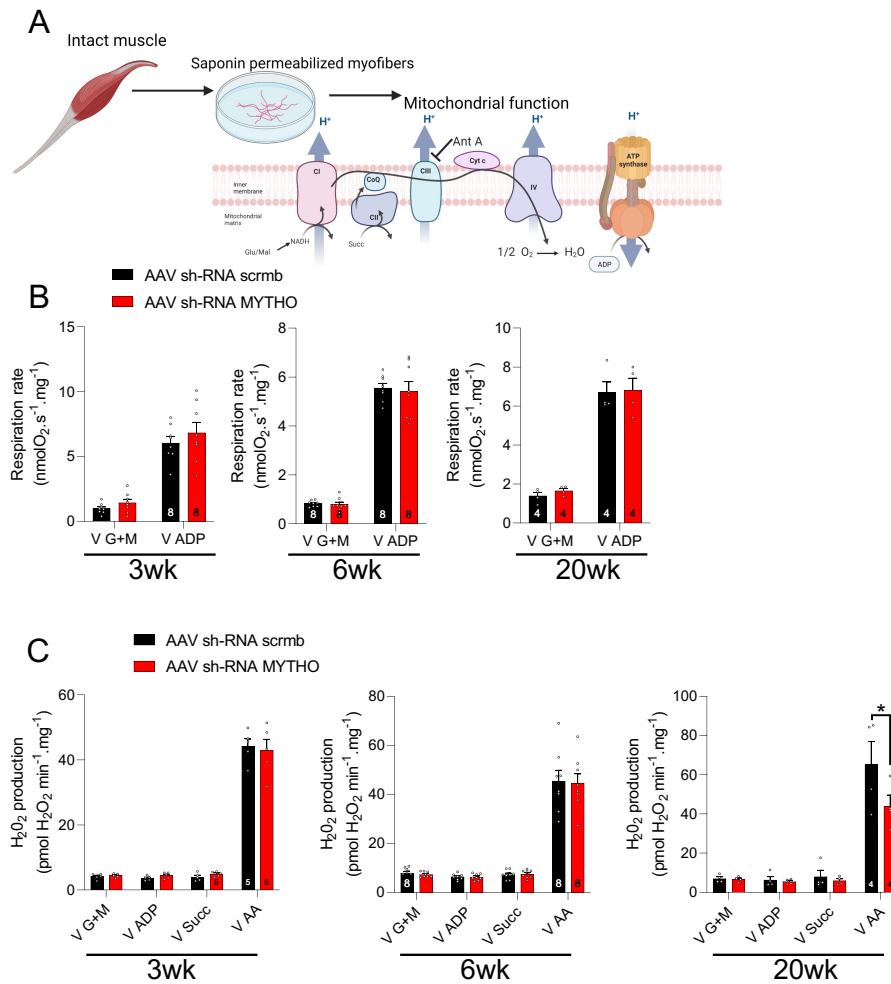 A
Intact muscle
Saponin permeabilized myofibers
Mitochondrial function
H⁺
H⁺
H⁺
H⁺
Ant A
Cyt c
ATP
synthase
CI
CoQ
CIII
IV
Inner
membrane
Mitochondrial
matrix
CII
NADH
Glu/Mal
Succ
1/2 O₂
H₂O
ADP
B
AAV sh-RNA scrmb
AAV sh-RNA MYTHO
Respiration rate
(nmolO₂.s⁻¹.mg⁻¹)
15
10
5
0
8
8
V G+M
V ADP
3wk
Respiration rate
(nmolO₂.s⁻¹.mg⁻¹)
8
6
4
2
0
8
8
8
8
V G+M
V ADP
6wk
Respiration rate
(nmolO₂.s⁻¹.mg⁻¹)
10
8
6
4
2
0
4
4
4
4
V G+M
V ADP
20wk
C
AAV sh-RNA scrmb
AAV sh-RNA MYTHO
H₂0₂ production
(pmol H₂O₂ min⁻¹.mg⁻¹)
60
40
20
0
5
5
5
V G+M
V ADP
V Succ
V AA
3wk
H₂0₂ production
(pmol H₂O₂ min⁻¹.mg⁻¹)
80
60
40
20
0
8
8
8
V G+M
V ADP
V Succ
V AA
6wk
H₂0₂ production
(pmol H₂O₂ min⁻¹.mg⁻¹)
100
80
60
40
20
0
*
4
4
V G+M
V ADP
V Succ
V AA
20wk